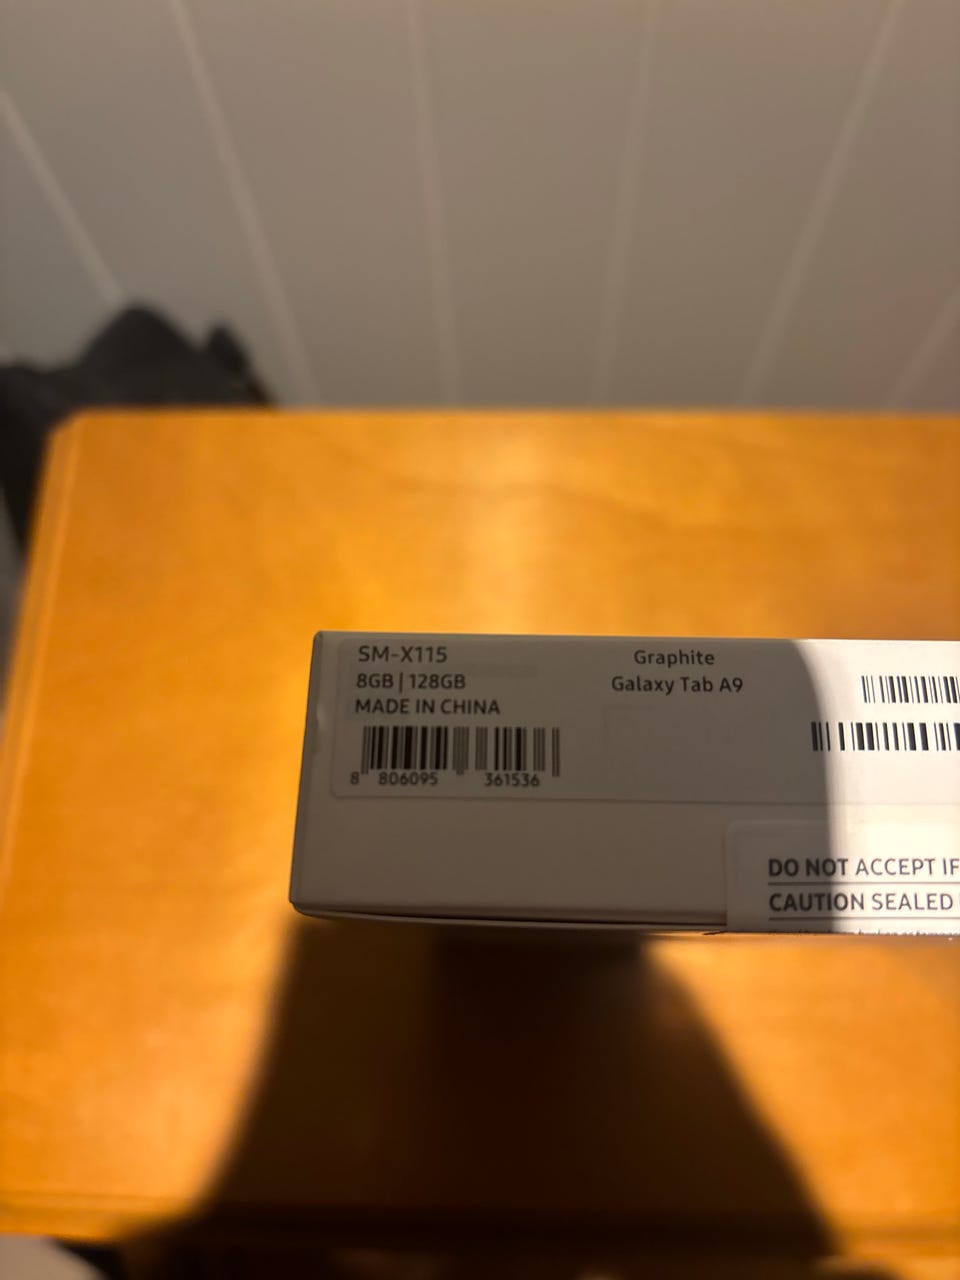 SM-X115
8GB | 128GB
MADE IN CHINA
8 806095 361536
Graphite
Galaxy Tab A9
DO NOT ACCEPT IF
CAUTION SEALED